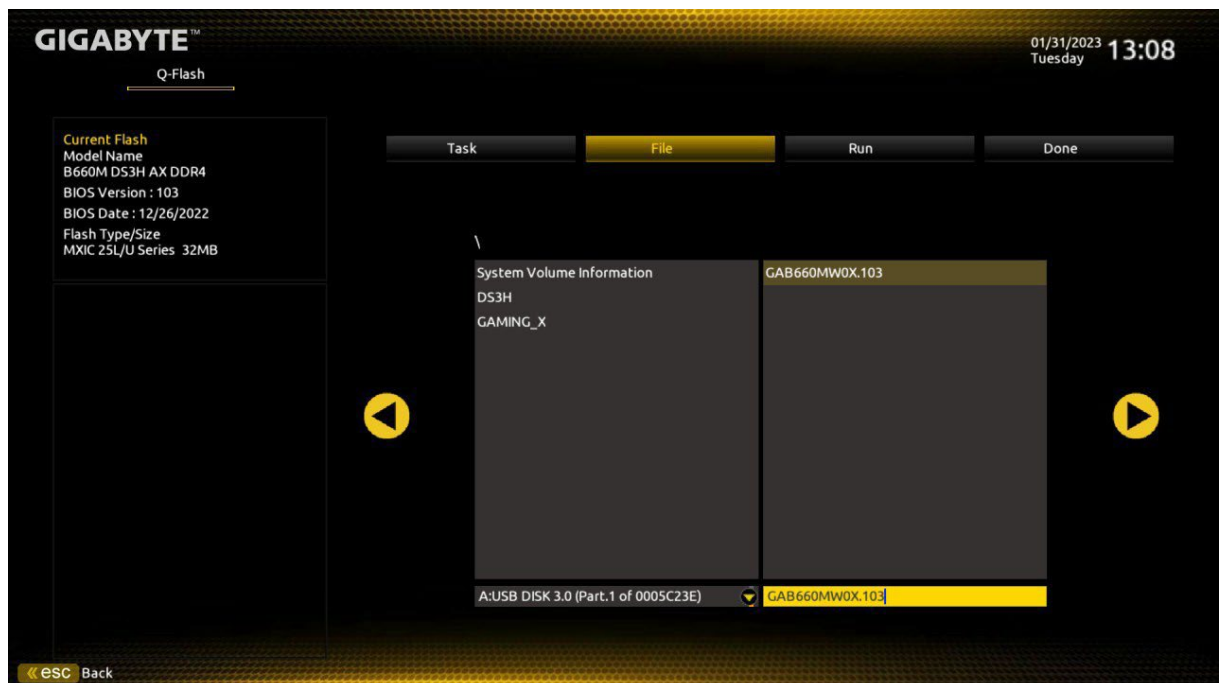 GIGABYTE™
01/31/2023 13:08
Tuesday
Q-Flash
Current Flash
Model Name
B660M DS3H AX DDR4
BIOS Version : 103
BIOS Date : 12/26/2022
Flash Type/Size
MXIC 25L/U Series 32MB
Task File Run Done
\
System Volume Information GAB660MW0X.103
DS3H
GAMING_X
A:USB DISK 3.0 (Part.1 of 0005C23E) GAB660MW0X.103
esc Back